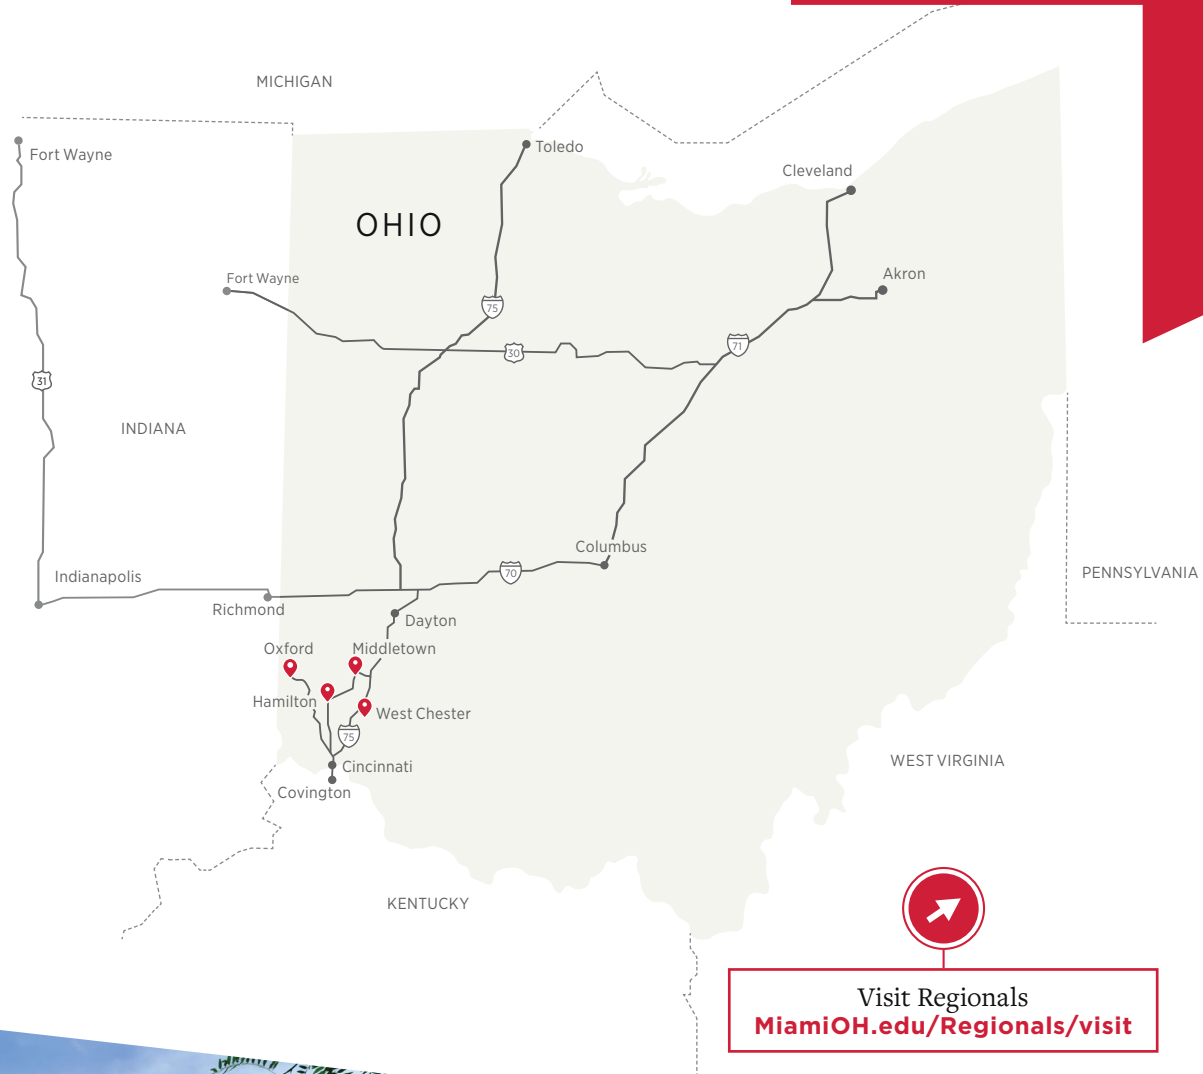 MICHIGAN
Toledo
Fort Wayne
Cleveland
OHIO
Akron
Fort Wayne
75
71
30
31
INDIANA
Columbus
70
PENNSYLVANIA
Indianapolis
Richmond
Dayton
Oxford
Middletown
Hamilton
West Chester
75
WEST VIRGINIA
Cincinnati
Covington
KENTUCKY
Visit Regionals
MiamiOH.edu/Regionals/visit